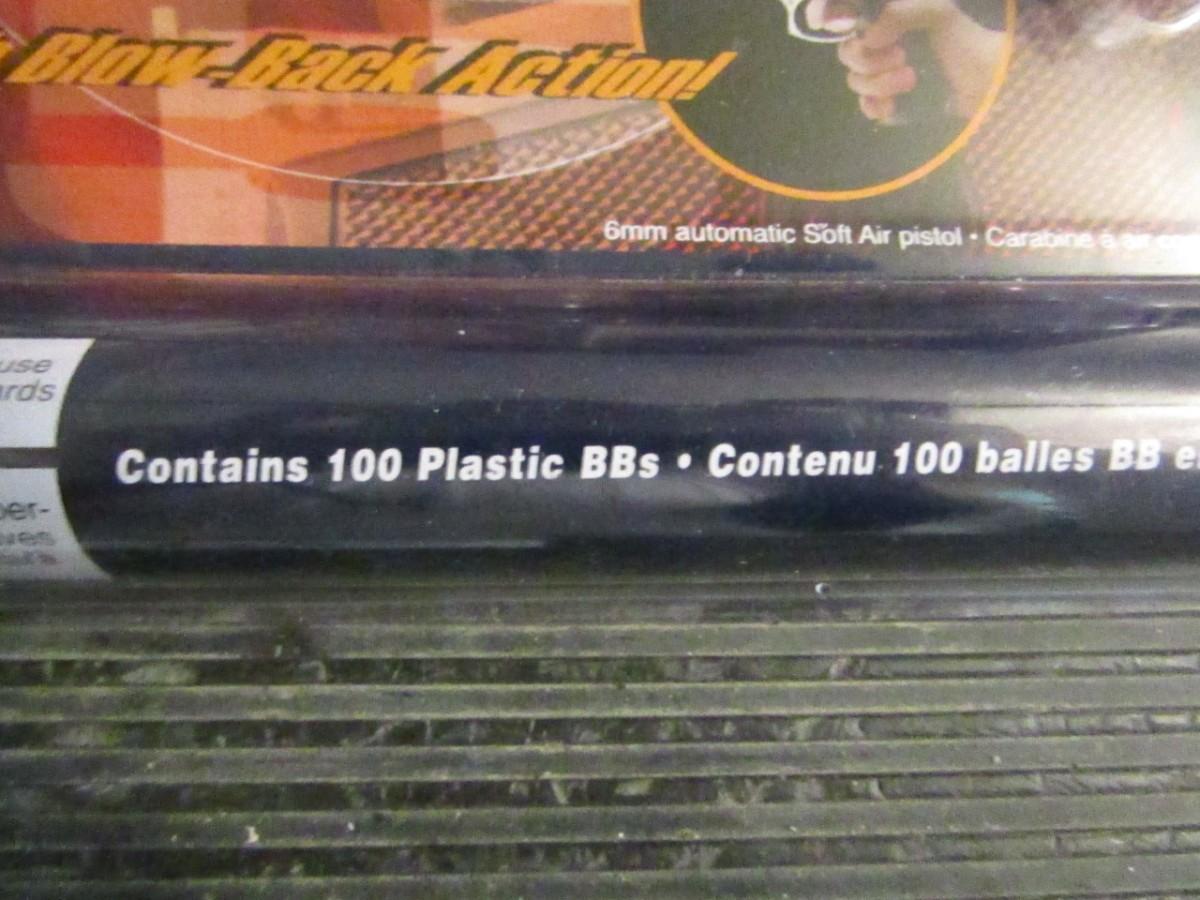 Blow-Back Action!
6mm automatic Soft Air pistol • Carabine à air
use
Contains 100 Plastic BBs • Contenu 100 balles BB